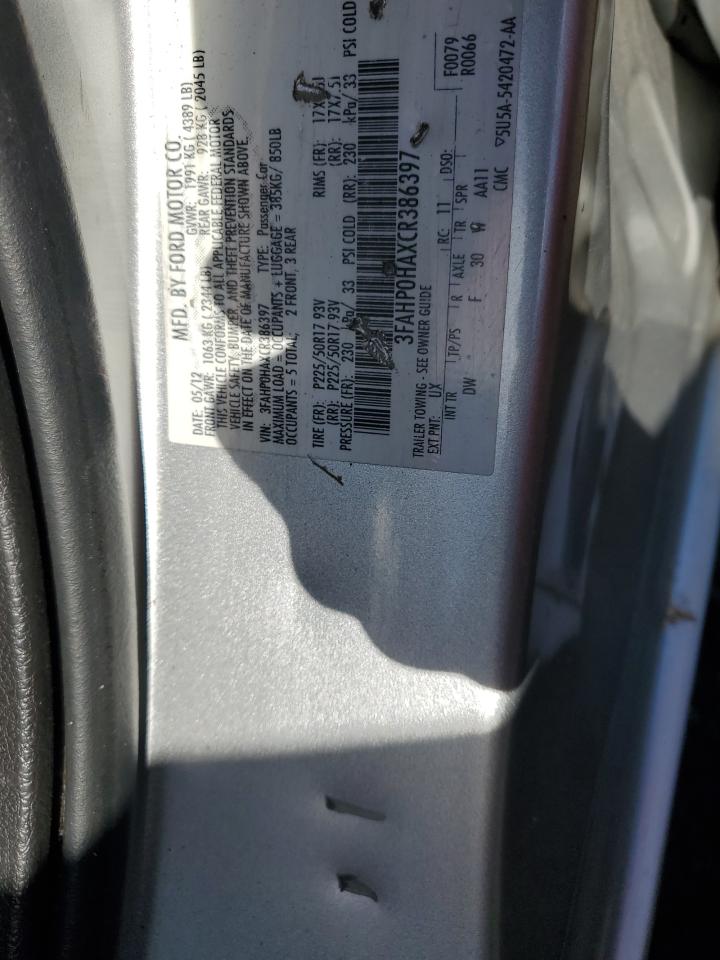 MFD. BY FORD MOTOR CO.
DATE: 05/12 GVWR: 1991 KG ( 4389 LB)
FRONT GAWR: 1063 KG ( 2344 LB) REAR GAWR: 928 KG ( 2045 LB)
THIS VEHICLE CONFORMS TO ALL APPLICABLE FEDERAL MOTOR
VEHICLE SAFETY, BUMPER, AND THEFT PREVENTION STANDARDS
IN EFFECT ON THE DATE OF MANUFACTURE SHOWN ABOVE.
VIN: 3FAHP0HAXCR386397 TYPE: Passenger Car
MAXIMUM LOAD = OCCUPANTS + LUGGAGE = 385KG/ 850LB
OCCUPANTS = 5 TOTAL, 2 FRONT, 3 REAR
TIRE (FR): P225/50R17 93V RIMS (FR): 17X7.5J
(RR): P225/50R17 93V (RR): 17X7.5J
PRESSURE (FR): 230 kPa/ 33 PSI COLD (RR): 230 kPa/ 33 PSI COLD
3FAHP0HAXCR386397
TRAILER TOWING - SEE OWNER GUIDE F0079
EXT PNT: UX RC: 11 DSO: R0066
INT TR TP/PS R AXLE TR SPR
DW F 30 W AA11
CMC ▽5U5A-5420472-AA